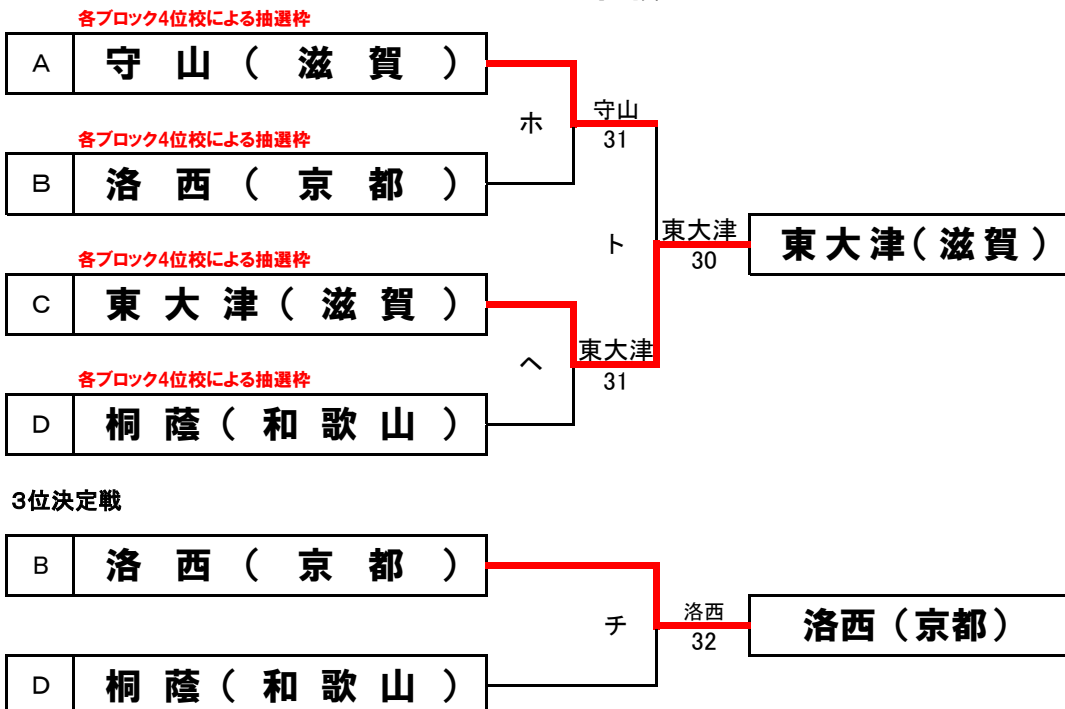 各ブロック4位校による抽選枠
A 守山(滋賀)
ホ
守山
31
各ブロック4位校による抽選枠
B 洛西(京都)
ト
東大津
30
東大津(滋賀)
各ブロック4位校による抽選枠
C 東大津(滋賀)
ヘ
東大津
31
各ブロック4位校による抽選枠
D 桐蔭(和歌山)
3位決定戦
B 洛西(京都)
チ
洛西
32
洛西(京都)
D 桐蔭(和歌山)